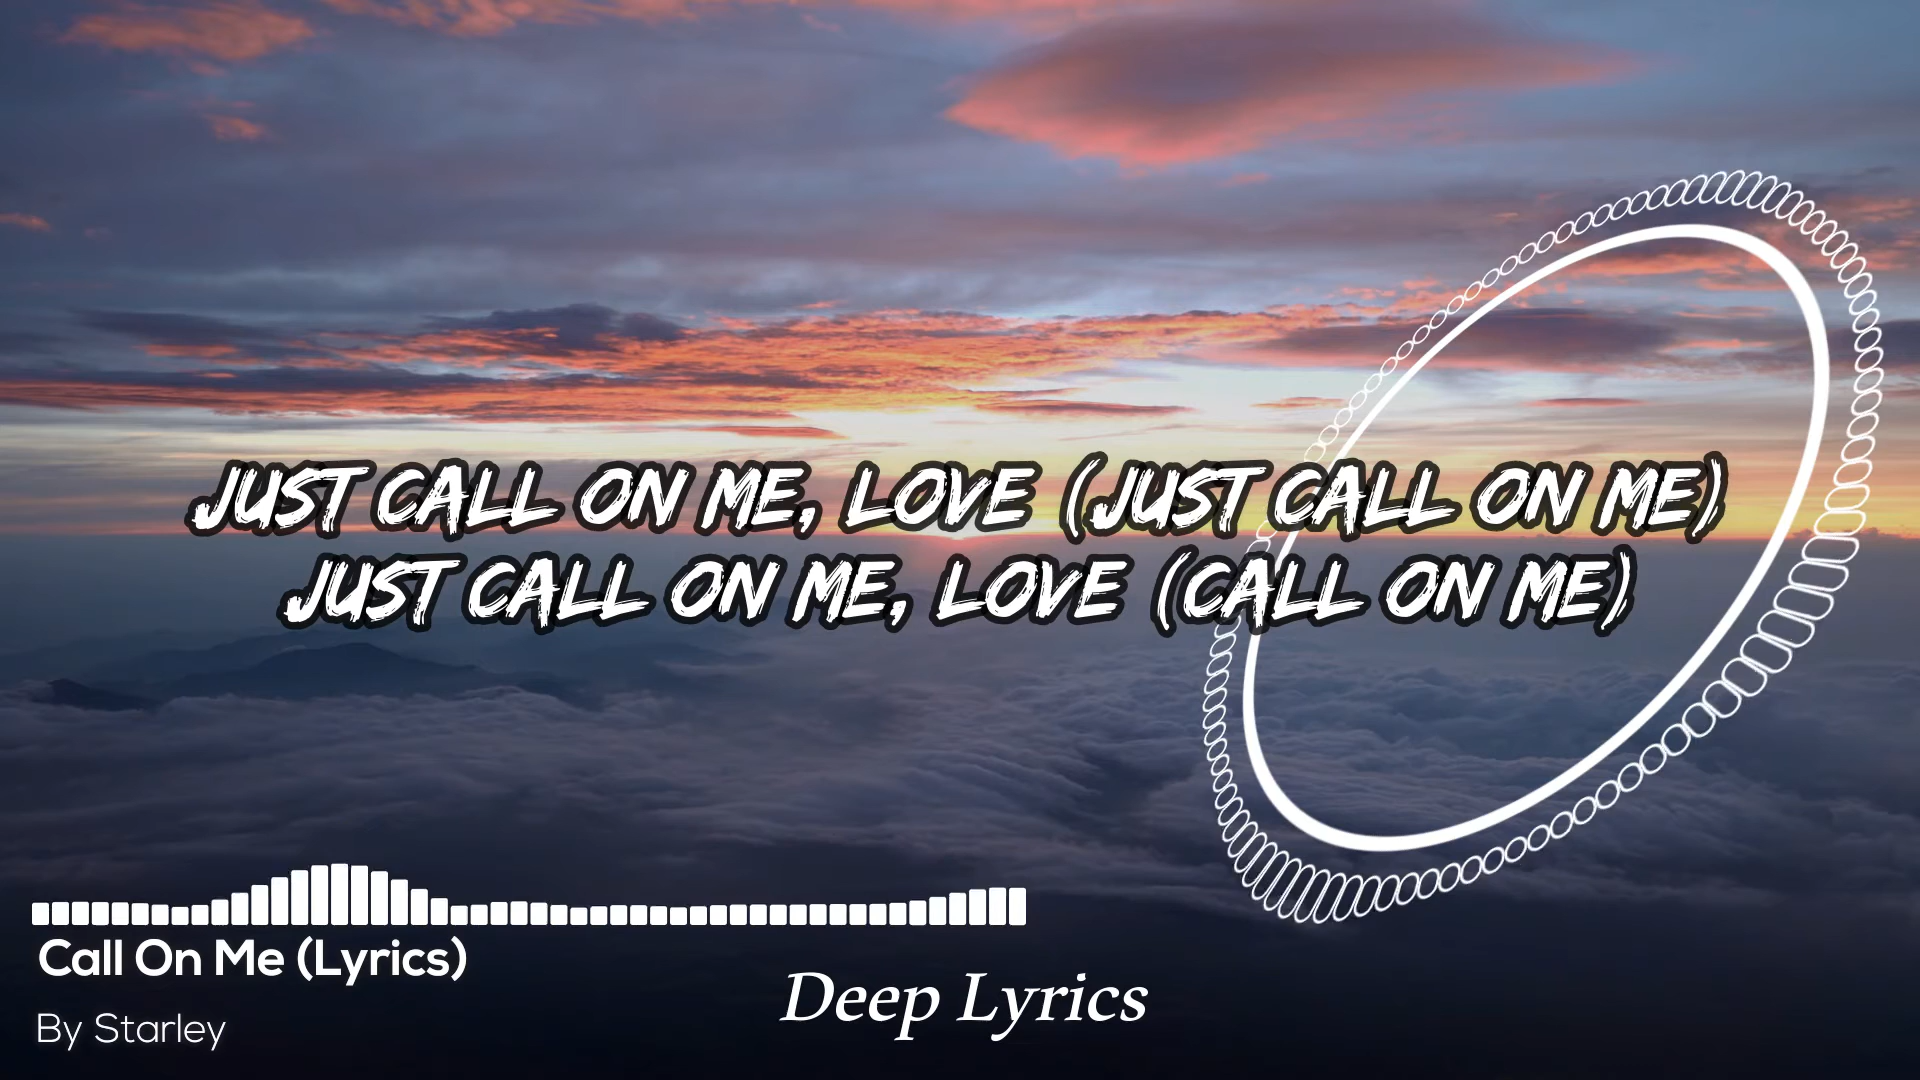 JUST CALL ON ME, LOVE (JUST CALL ON ME)
JUST CALL ON ME, LOVE (CALL ON ME)
Call On Me (Lyrics)
By Starley
Deep Lyrics